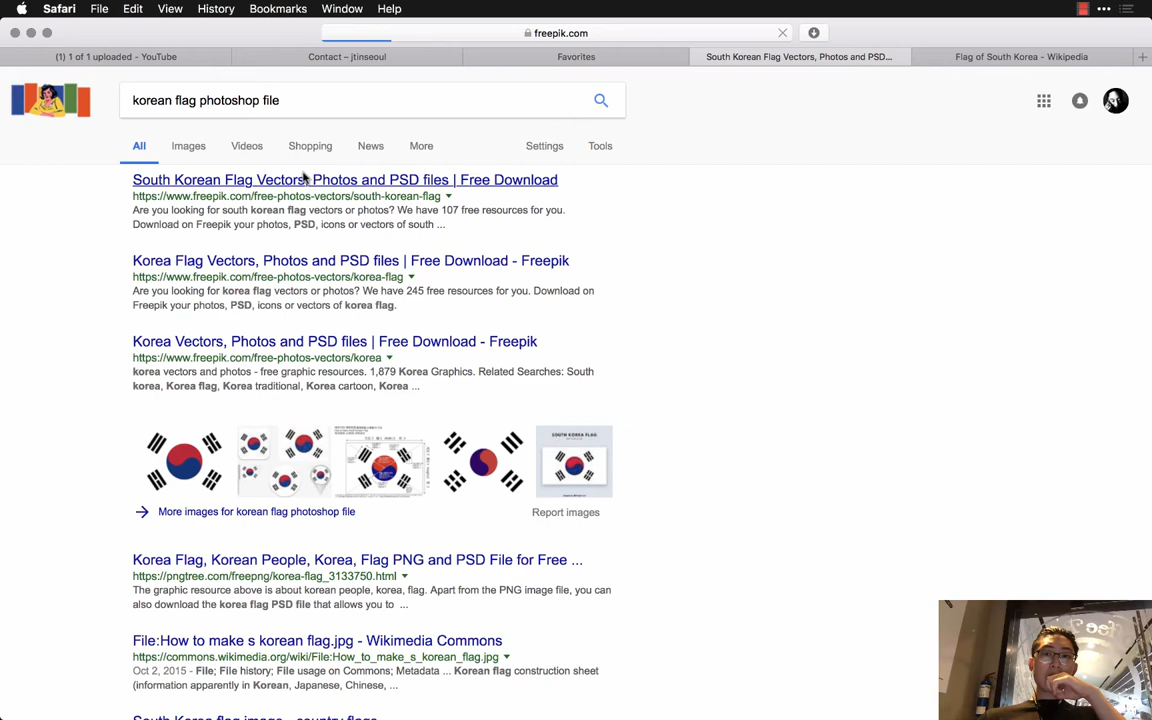 Safari File Edit View History Bookmarks Window Help
freepik.com
(1) 1 of 1 uploaded - YouTube
Contact – jtinseoul
Favorites
South Korean Flag Vectors, Photos and PSD...
Flag of South Korea - Wikipedia
korean flag photoshop file
All Images Videos Shopping News More Settings Tools
South Korean Flag Vectors, Photos and PSD files | Free Download
https://www.freepik.com/free-photos-vectors/south-korean-flag
Are you looking for south korean flag vectors or photos? We have 107 free resources for you.
Download on Freepik your photos, PSD, icons or vectors of south ...
Korea Flag Vectors, Photos and PSD files | Free Download - Freepik
https://www.freepik.com/free-photos-vectors/korea-flag
Are you looking for korea flag vectors or photos? We have 245 free resources for you. Download on
Freepik your photos, PSD, icons or vectors of korea flag.
Korea Vectors, Photos and PSD files | Free Download - Freepik
https://www.freepik.com/free-photos-vectors/korea
korea vectors and photos - free graphic resources. 1,879 Korea Graphics. Related Searches: South
korea, Korea flag, Korea traditional, Korea cartoon, Korea ...
SOUTH KOREA FLAG
More images for korean flag photoshop file
Report images
Korea Flag, Korean People, Korea, Flag PNG and PSD File for Free ...
https://pngtree.com/freepng/korea-flag_3133750.html
The graphic resource above is about korean people, korea, flag. Apart from the PNG image file, you can
also download the korea flag PSD file that allows you to ...
File:How to make s korean flag.jpg - Wikimedia Commons
https://commons.wikimedia.org/wiki/File:How_to_make_s_korean_flag.jpg
Oct 2, 2015 - File; File history; File usage on Commons; Metadata ... Korean flag construction sheet
(information apparently in Korean, Japanese, Chinese, ...
South Korea flag image - country flags